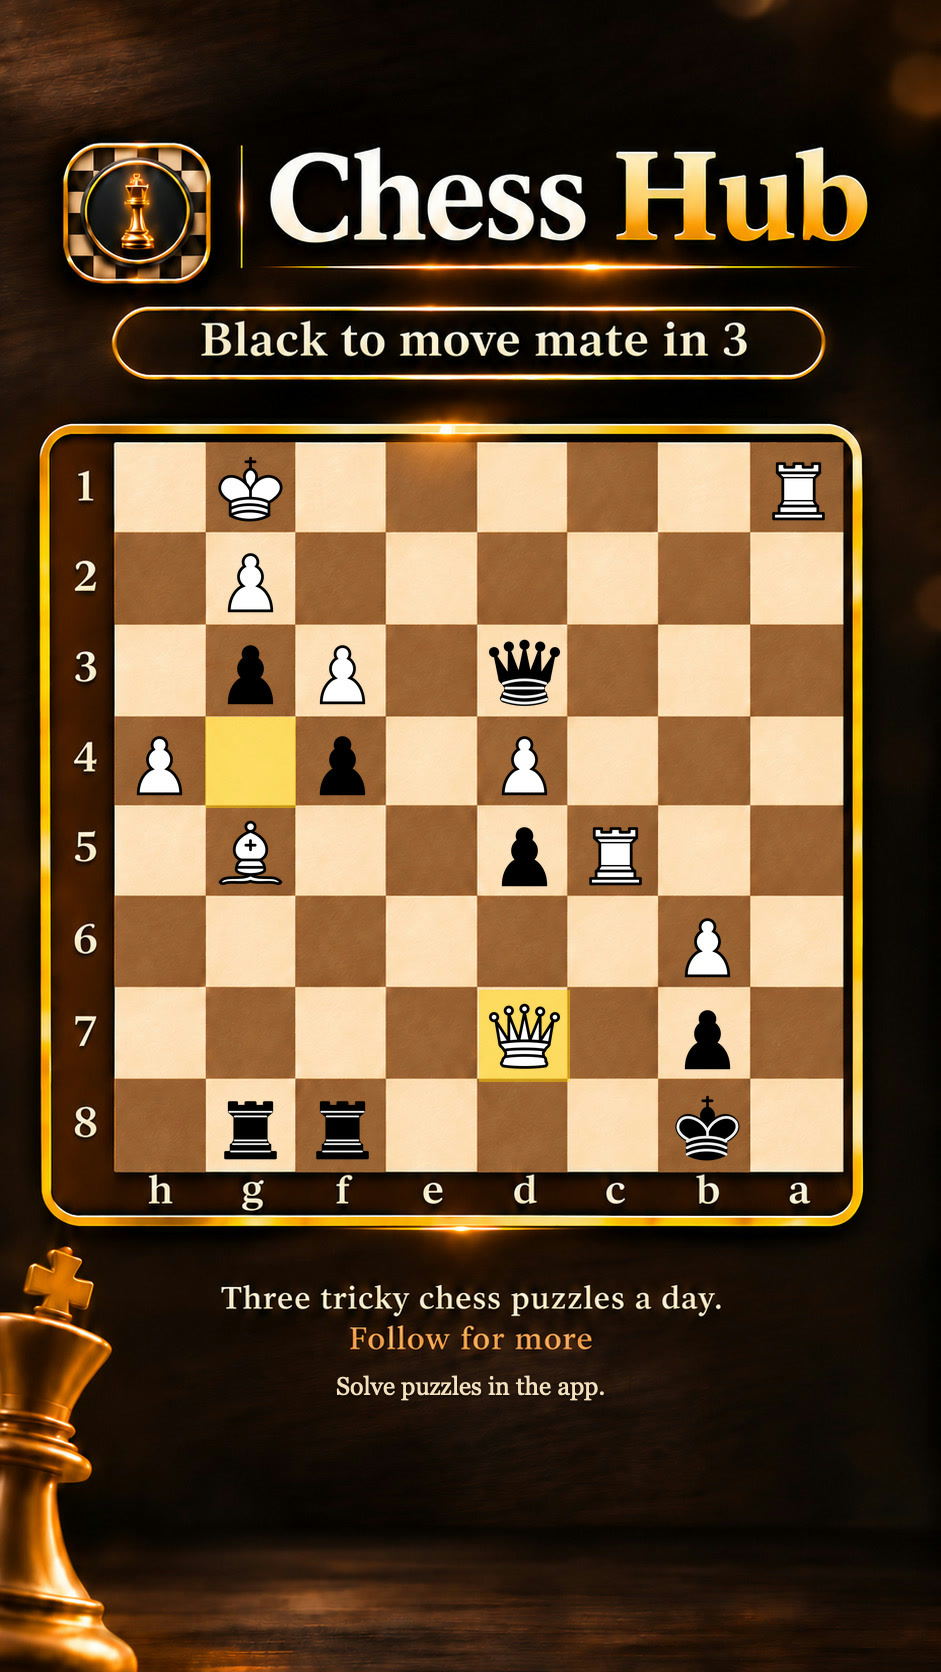 Chess Hub
Black to move mate in 3
1
2
3
4
5
6
7
8
h g f e d c b a
Three tricky chess puzzles a day.
Follow for more
Solve puzzles in the app.